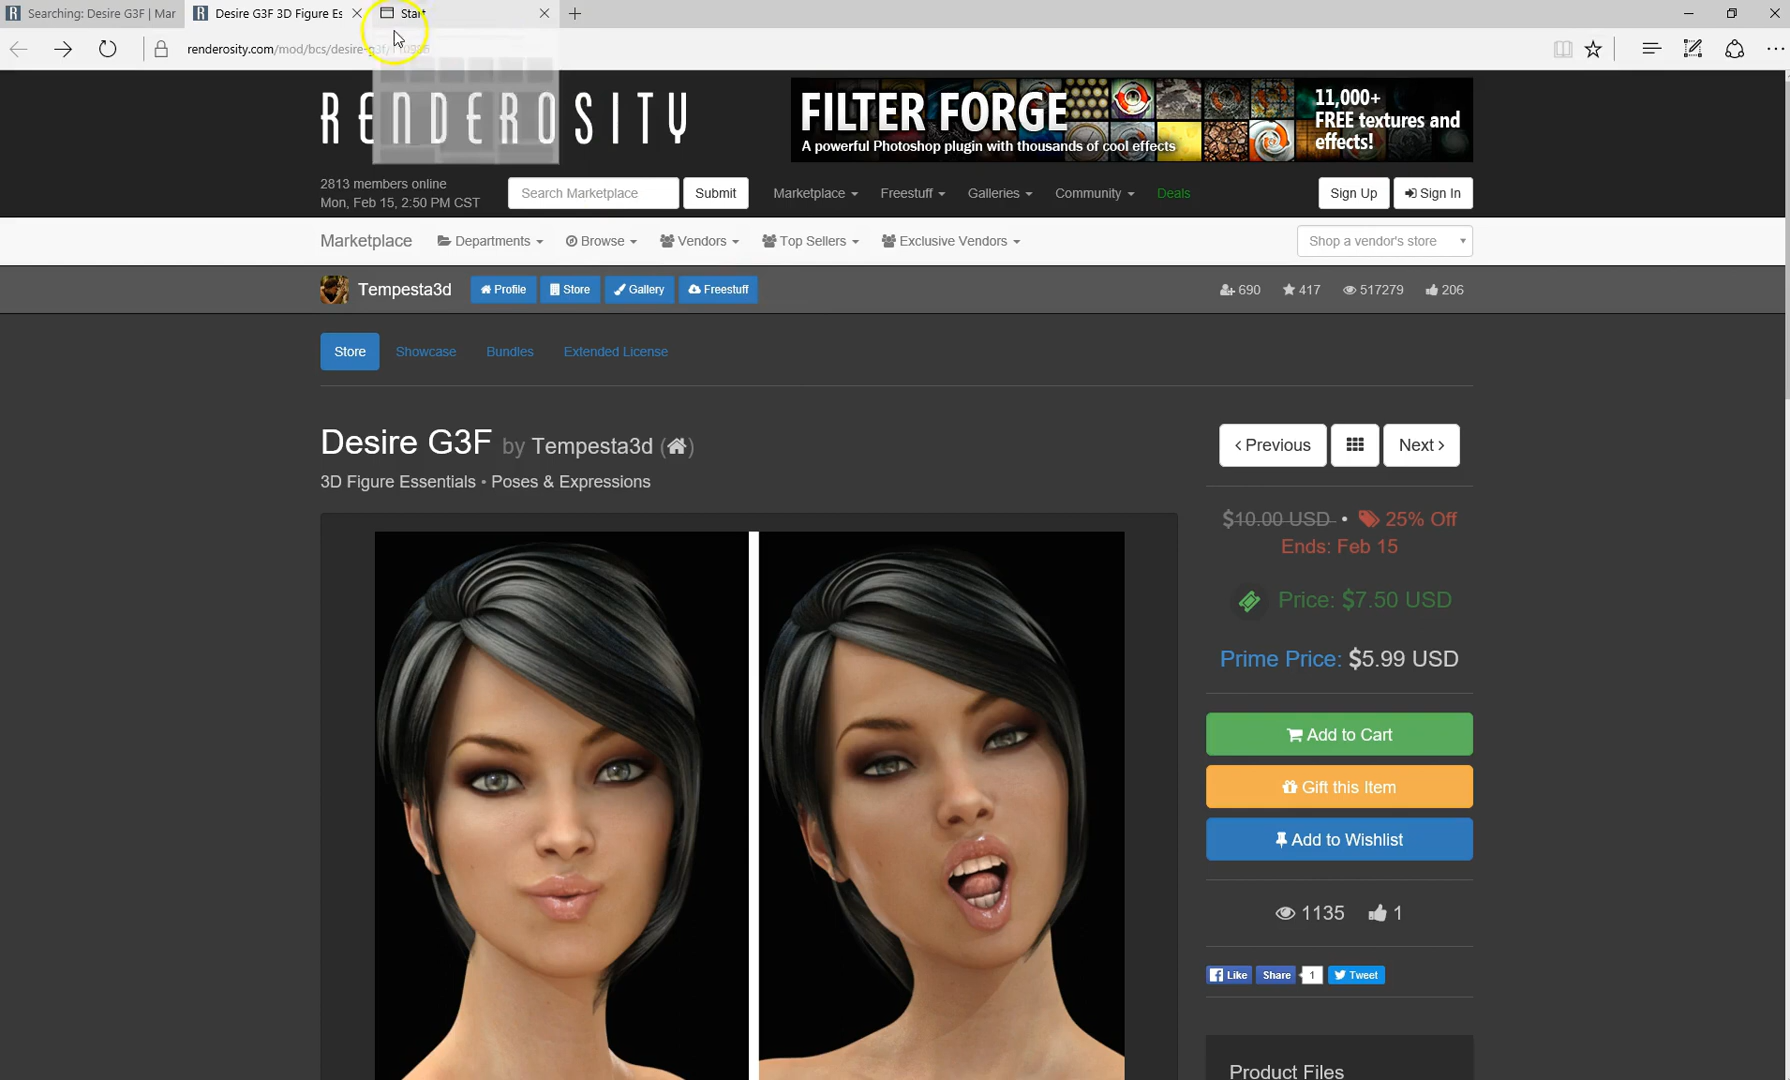 Searching: Desire G3F | Mar
Desire G3F 3D Figure Es
Start
renderosity.com/mod/bcs/desire-g3f/
RENDEROSITY
FILTER FORGE
A powerful Photoshop plugin with thousands of cool effects
11,000+
FREE textures and
effects!
2813 members online
Mon, Feb 15, 2:50 PM CST
Search Marketplace
Submit
Marketplace
Freestuff
Galleries
Community
Deals
Sign Up
Sign In
Marketplace
Departments
Browse
Vendors
Top Sellers
Exclusive Vendors
Shop a vendor's store
Tempesta3d
Profile
Store
Gallery
Freestuff
690
417
517279
206
Store
Showcase
Bundles
Extended License
Desire G3F by Tempesta3d ( )
3D Figure Essentials • Poses & Expressions
Previous
Next
$10.00 USD • 25% Off
Ends: Feb 15
Price: $7.50 USD
Prime Price: $5.99 USD
Add to Cart
Gift this Item
Add to Wishlist
1135
1
Like
Share
1
Tweet
Product Files